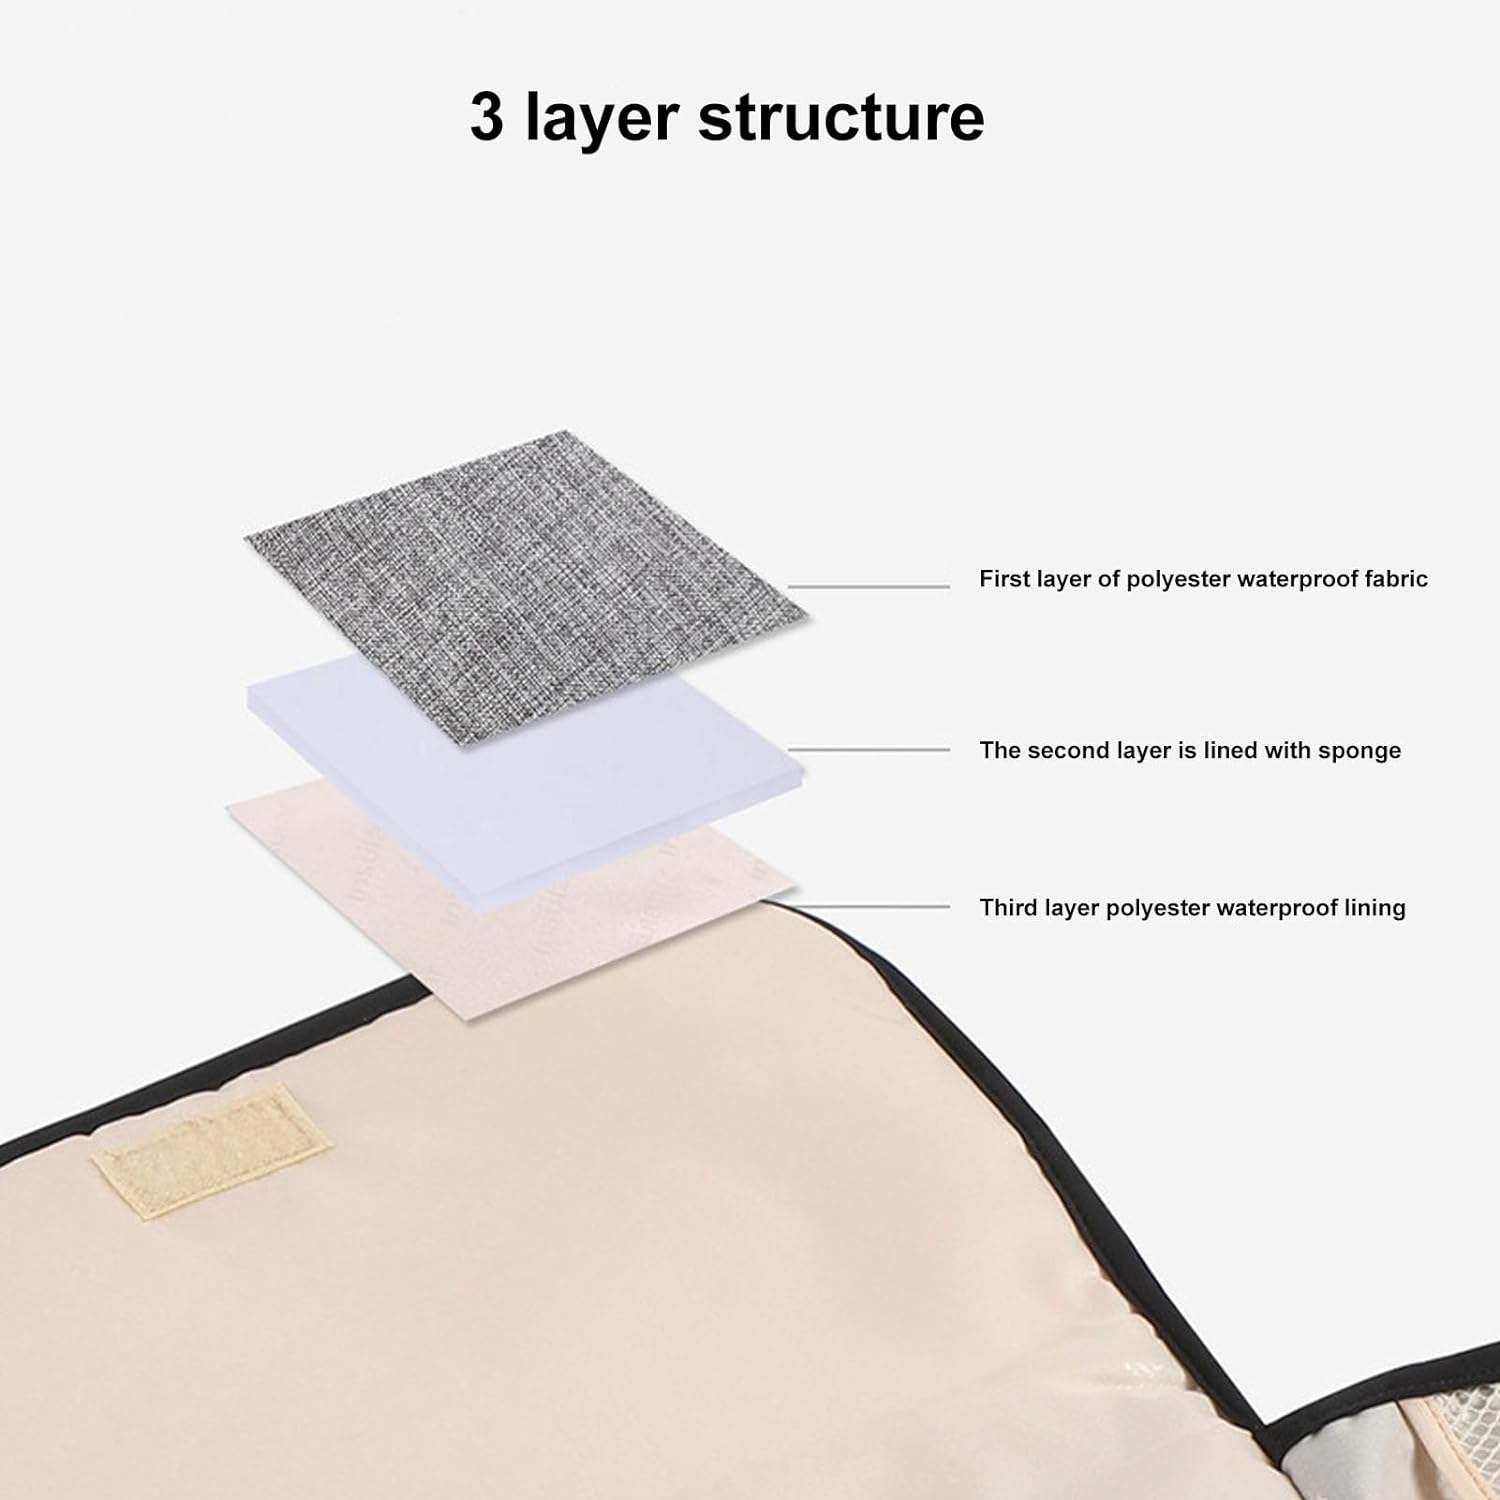 3 layer structure
First layer of polyester waterproof fabric
The second layer is lined with sponge
Third layer polyester waterproof lining